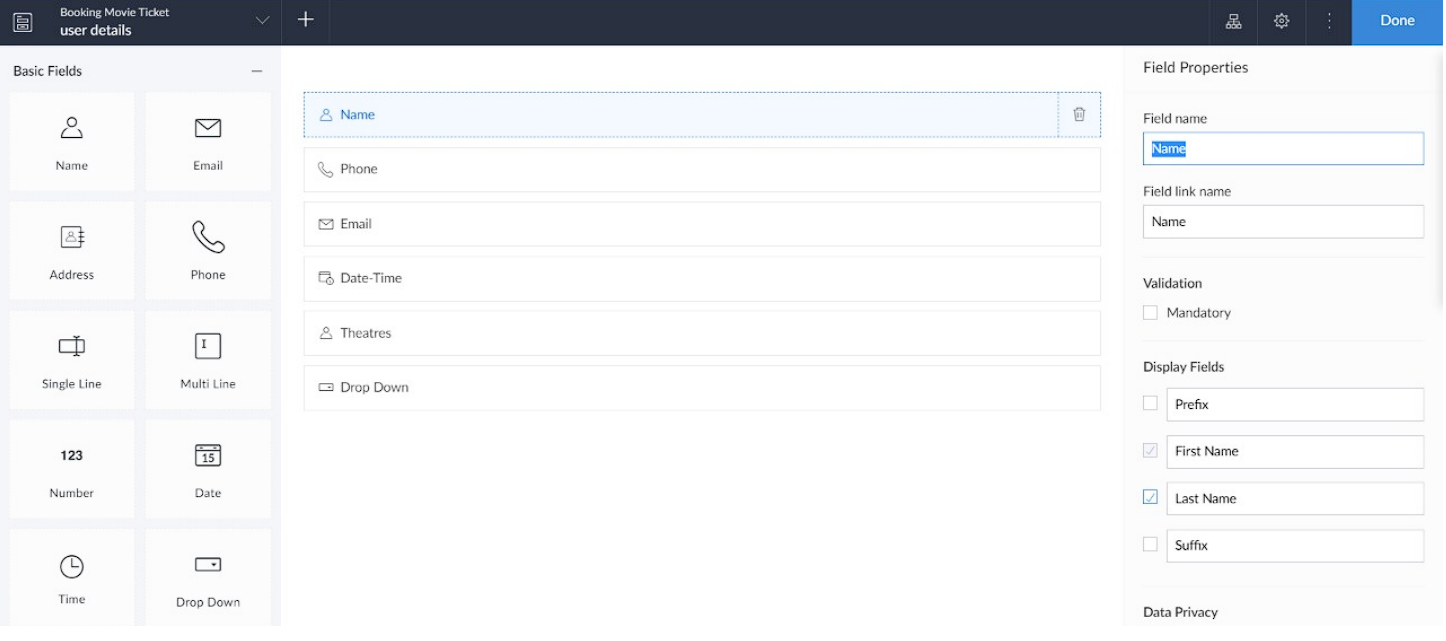 Booking Movie Ticket
user details
Done
Basic Fields
Name
Email
Address
Phone
Single Line
I
Multi Line
123
Number
15
Date
Time
Drop Down
Name
Phone
Email
Date-Time
Theatres
Drop Down
Field Properties
Field name
Name
Field link name
Name
Validation
Mandatory
Display Fields
Prefix
First Name
Last Name
Suffix
Data Privacy